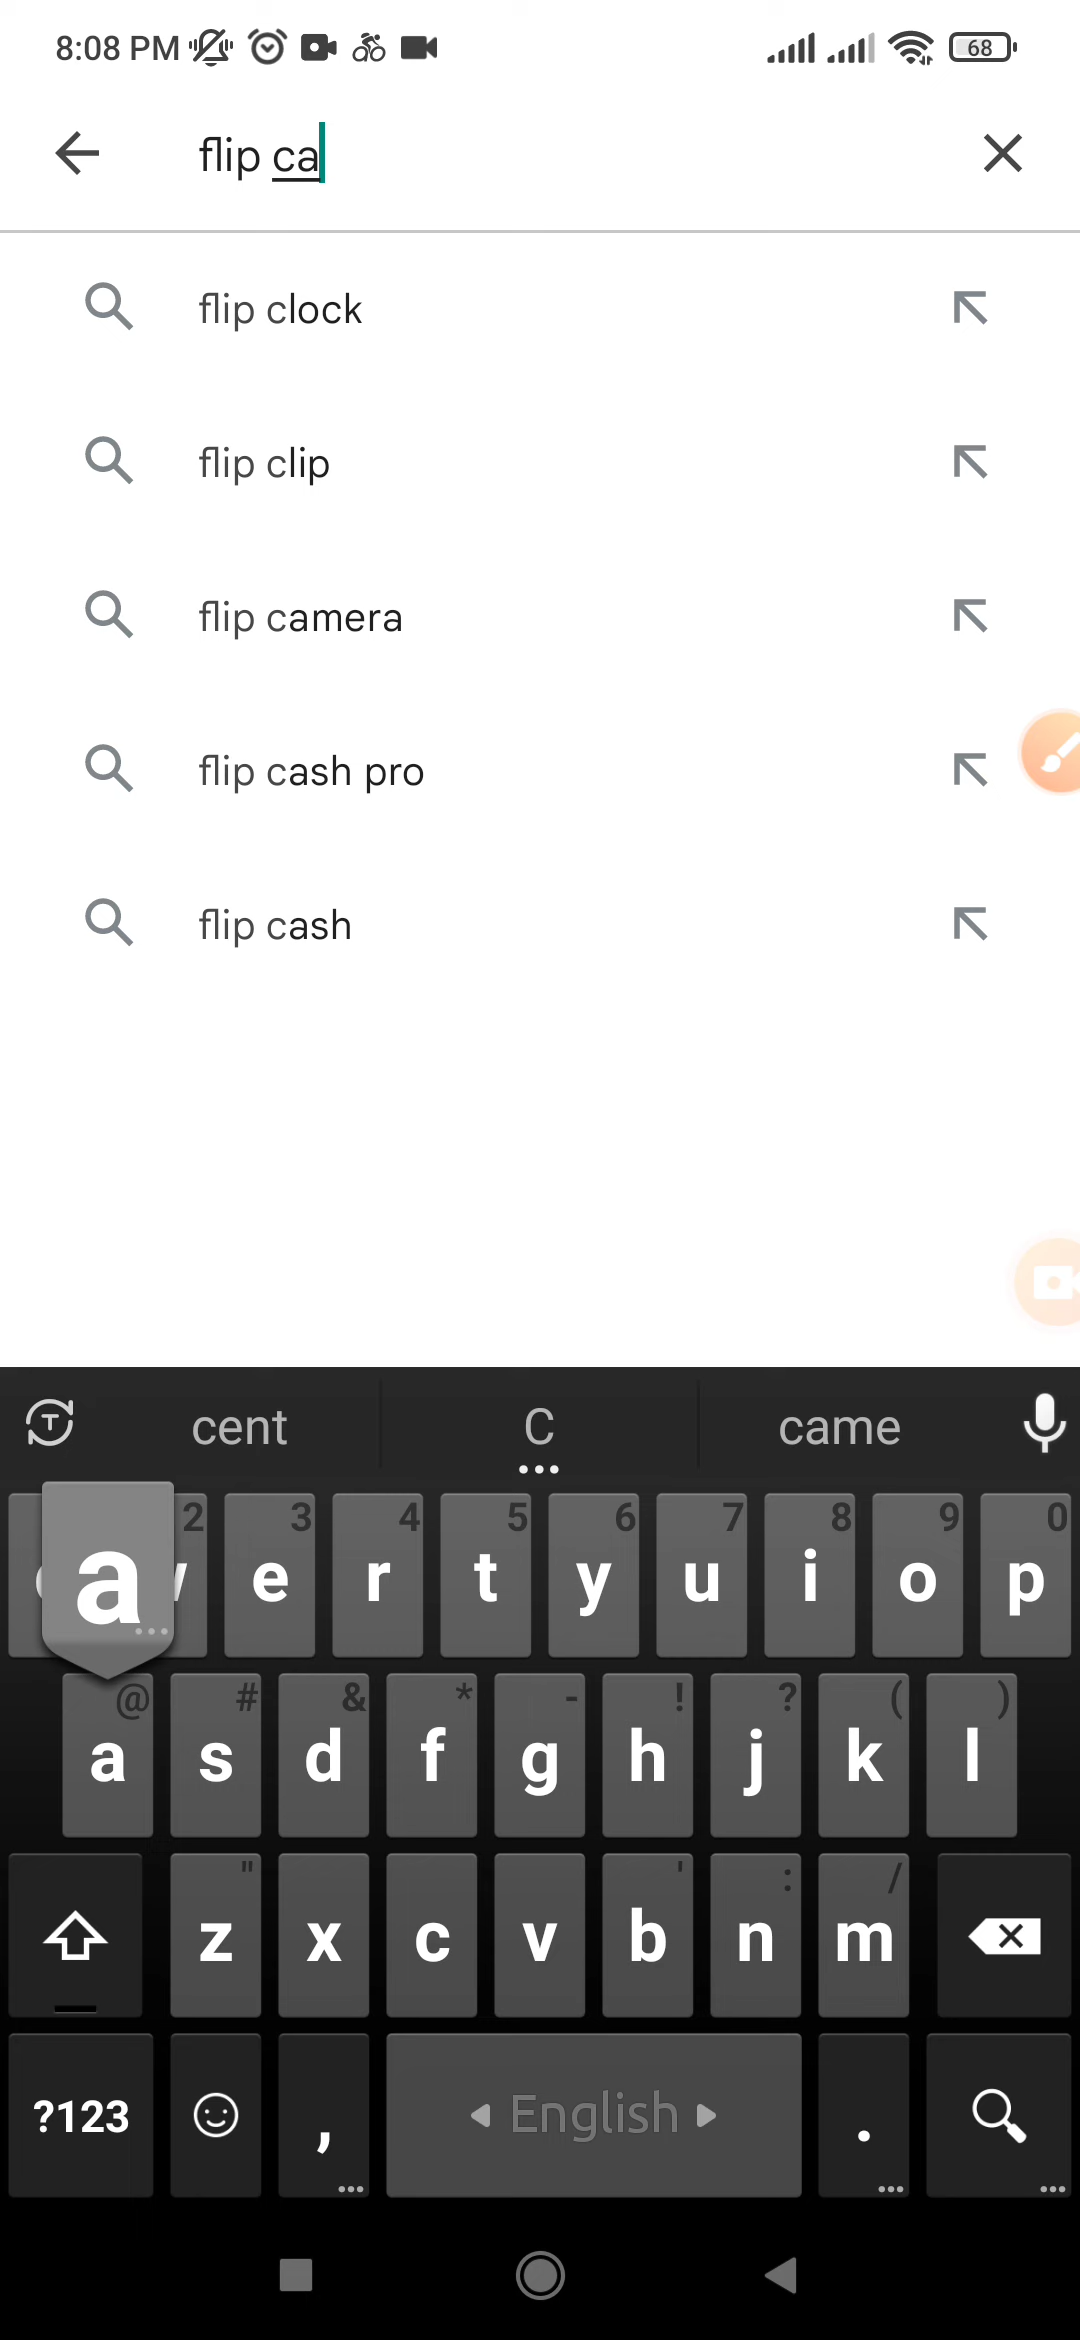 8:08 PM 68
flip ca
flip clock
flip clip
flip camera
flip cash pro
flip cash
T cent C came
a
2 3 4 5 6 7 8 9 0
e r t y u i o p
@ # & * - ! ? ( )
a s d f g h j k l
" ' : /
z x c v b n m
?123 , English .